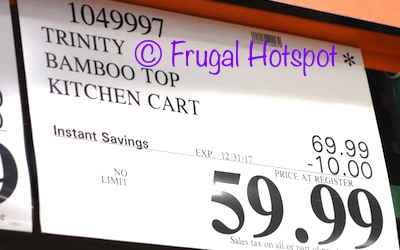 1049997
TRINITY
© Frugal Hotspot *
BAMBOO TOP
KITCHEN CART
Instant Savings
69.99
EXP. 12/31/17
-10.00
PRICE AT REGISTER
NO
LIMIT
59.99
Sales tax on all or part of